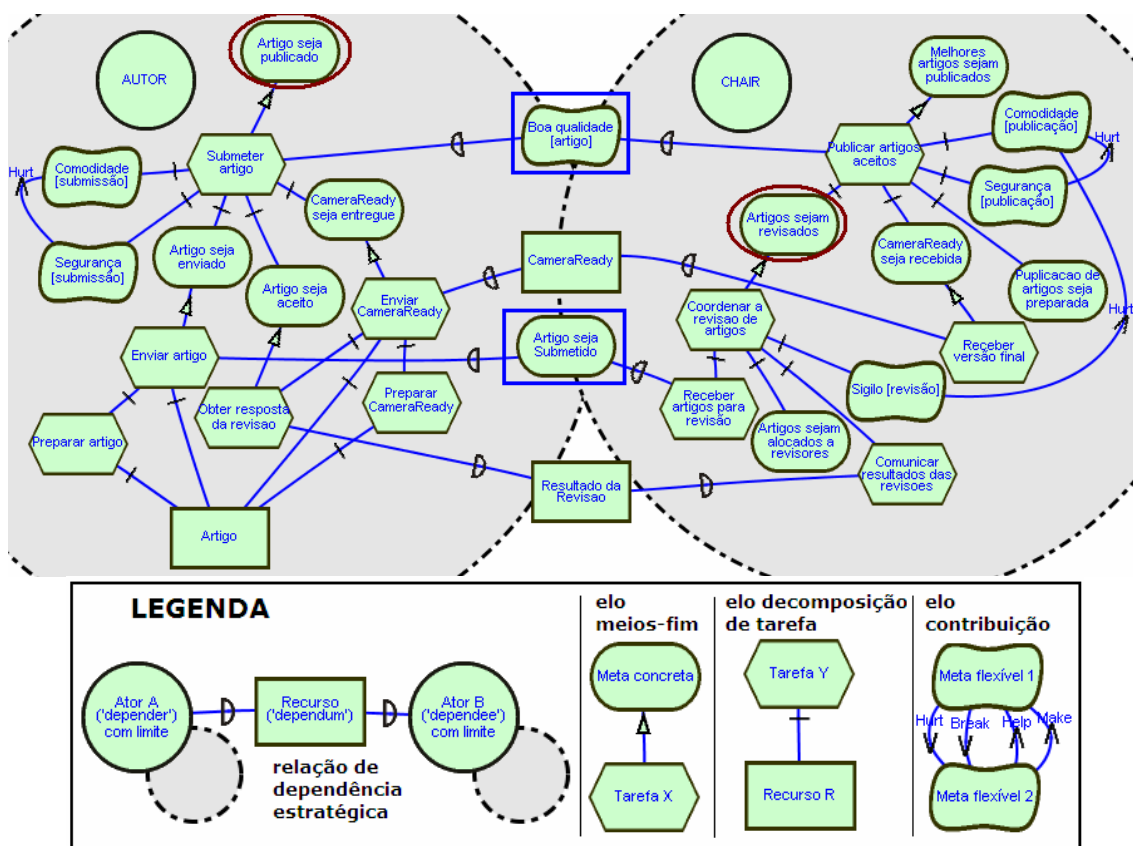 Artigo seja
publicado
AUTOR
Submeter
artigo
Comodidade
[submissão]
Hurt
Segurança
[submissão]
CameraReady
seja entregue
Artigo seja
enviado
Artigo seja
aceito
Enviar
CameraReady
Enviar artigo
Preparar artigo
Obter resposta
da revisao
Preparar
CameraReady
Artigo
Boa qualidade
[artigo]
CameraReady
Artigo seja
Submetido
Resultado da
Revisao
CHAIR
Melhores
artigos sejam
publicados
Publicar artigos
aceitos
Comodidade
[publicação]
Hurt
Segurança
[publicação]
Artigos sejam
revisados
CameraReady
seja recebida
Puplicacao de
artigos seja
preparada
Hurt
Coordenar a
revisao de
artigos
Receber
versão final
Sigilo [revisão]
Receber
artigos para
revisão
Artigos sejam
alocados a
revisores
Comunicar
resultados das
revisoes
LEGENDA
Ator A
('depender')
com limite
Recurso
('dependum')
Ator B
('dependee')
com limite
relação de
dependência
estratégica
elo
meios-fim
Meta concreta
Tarefa X
elo decomposição
de tarefa
Tarefa Y
Recurso R
elo
contribuição
Meta flexível 1
Hurt
Break
Help
Make
Meta flexível 2